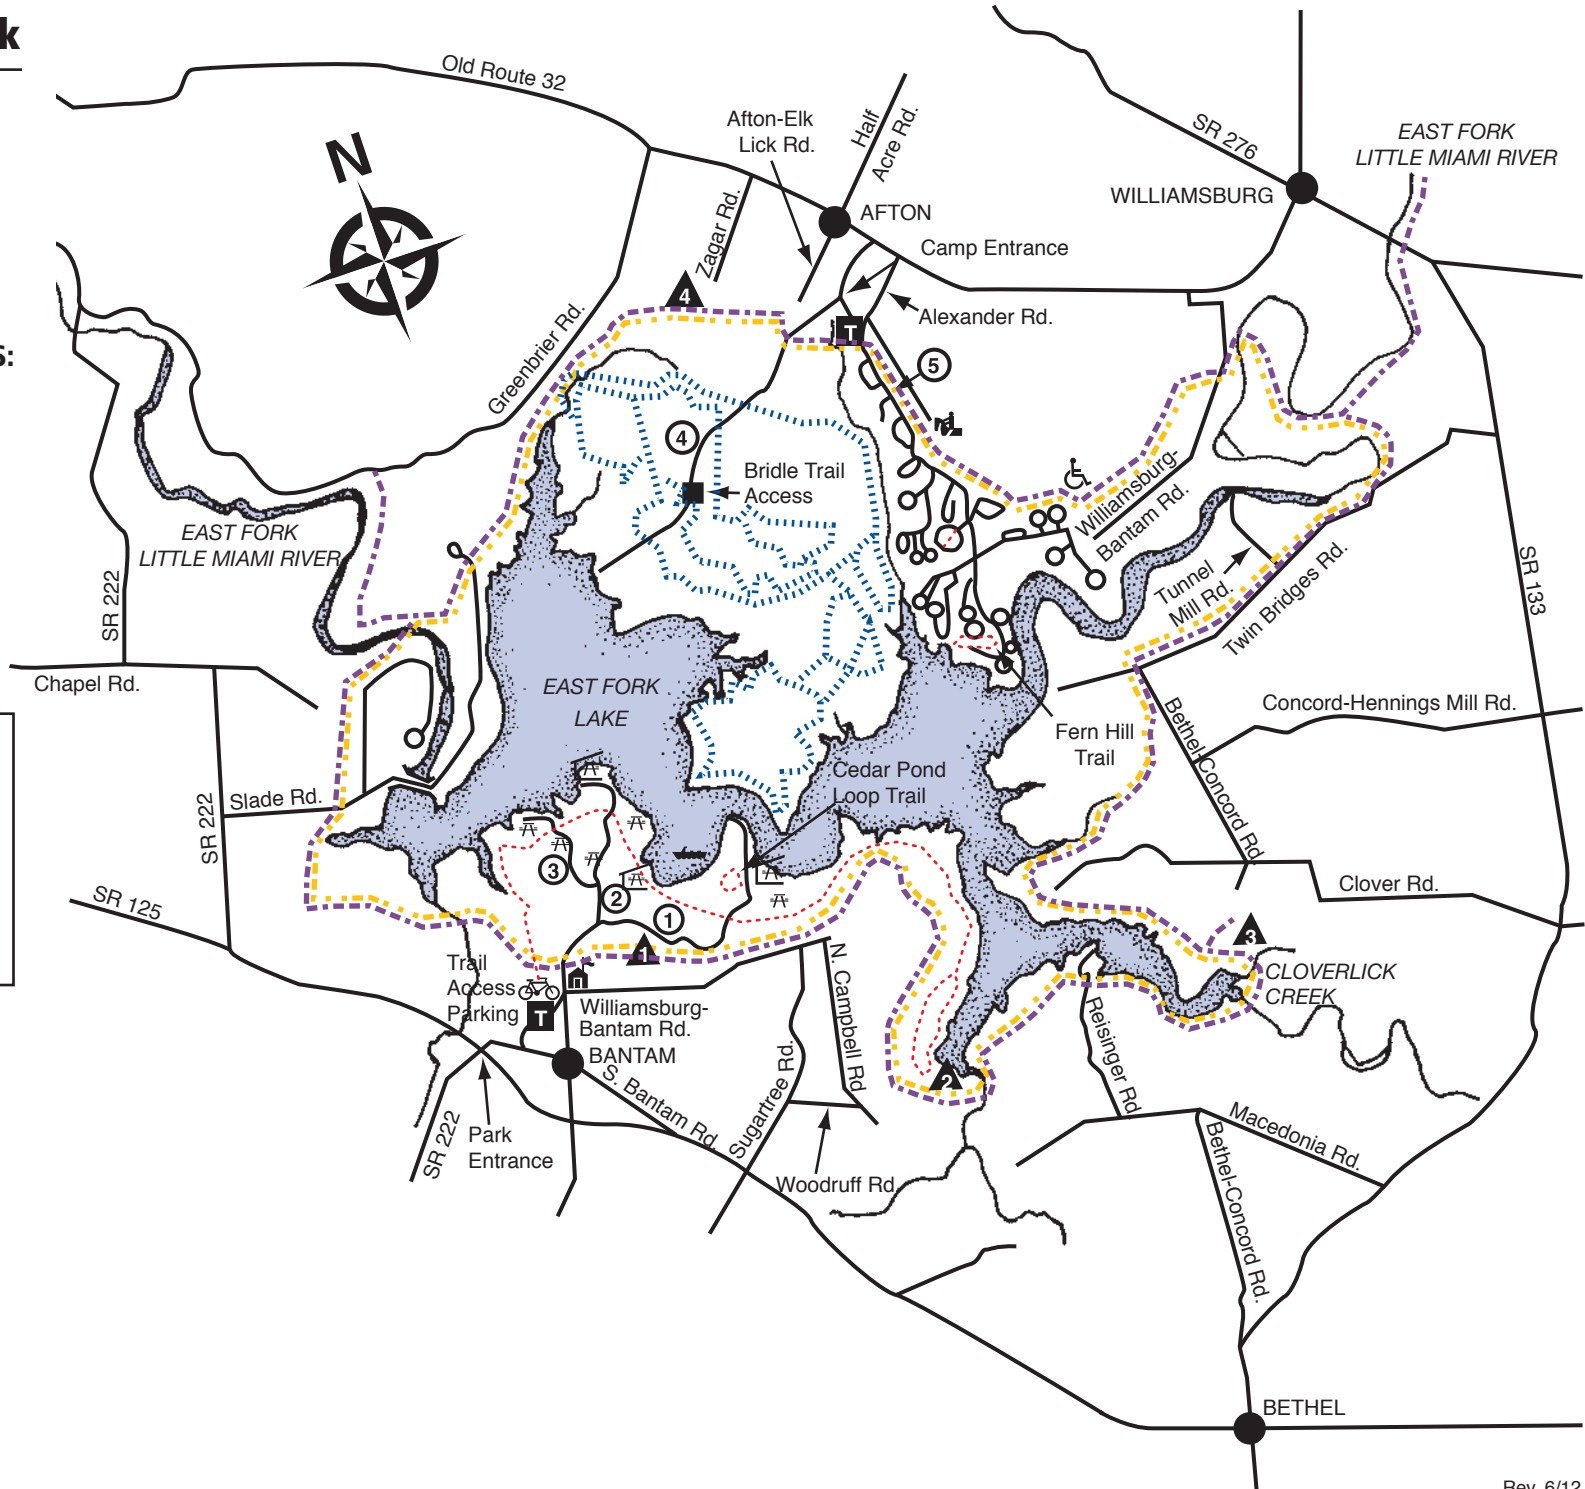 k
s:
N
Old Route 32
Afton-Elk
Lick Rd.
Half
Acre Rd.
SR 276
EAST FORK
LITTLE MIAMI RIVER
WILLIAMSBURG
AFTON
Zagar Rd.
Camp Entrance
4
Alexander Rd.
T
Greenbrier Rd.
5
4
Bridle Trail
Access
Williamsburg-
Bantam Rd.
EAST FORK
LITTLE MIAMI RIVER
SR 222
Tunnel
Mill Rd.
Twin Bridges Rd.
SR 133
Chapel Rd.
EAST FORK
LAKE
Fern Hill
Trail
Concord-Hennings Mill Rd.
Bethel-Concord Rd.
Cedar Pond
Loop Trail
Slade Rd.
SR 222
3
2
1
Clover Rd.
SR 125
1
3
Trail
Access
Parking
T
Williamsburg-
Bantam Rd.
N. Campbell Rd
CLOVERLICK
CREEK
BANTAM
S. Bantam Rd.
Sugartree Rd.
2
Reisinger Rd
SR 222
Park
Entrance
Woodruff Rd.
Macedonia Rd.
Bethel-Concord Rd.
BETHEL
Rev. 6/12